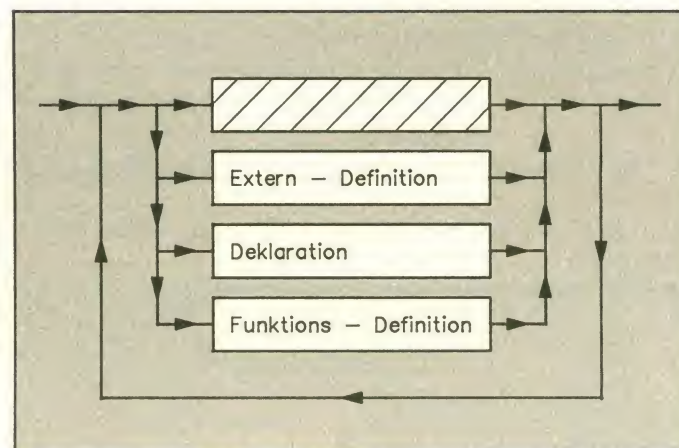 Extern – Definition
Deklaration
Funktions – Definition